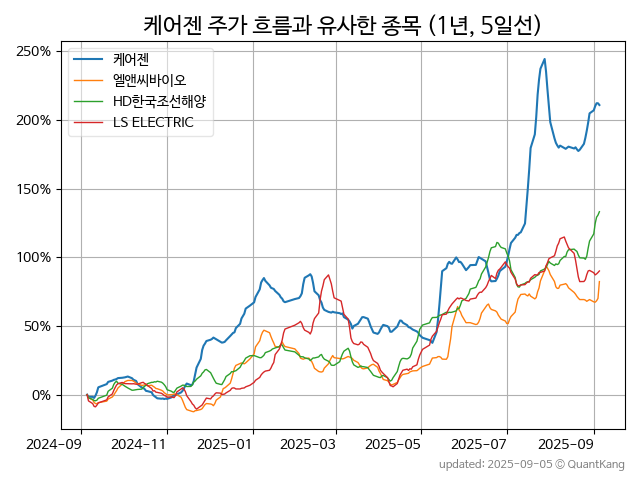 케어젠 주가 흐름과 유사한 종목 (1년, 5일선)
250%
200%
150%
100%
50%
0%
케어젠
엘앤씨바이오
HD한국조선해양
LS ELECTRIC
2024-09 2024-11 2025-01 2025-03 2025-05 2025-07 2025-09
updated: 2025-09-05 © QuantKang